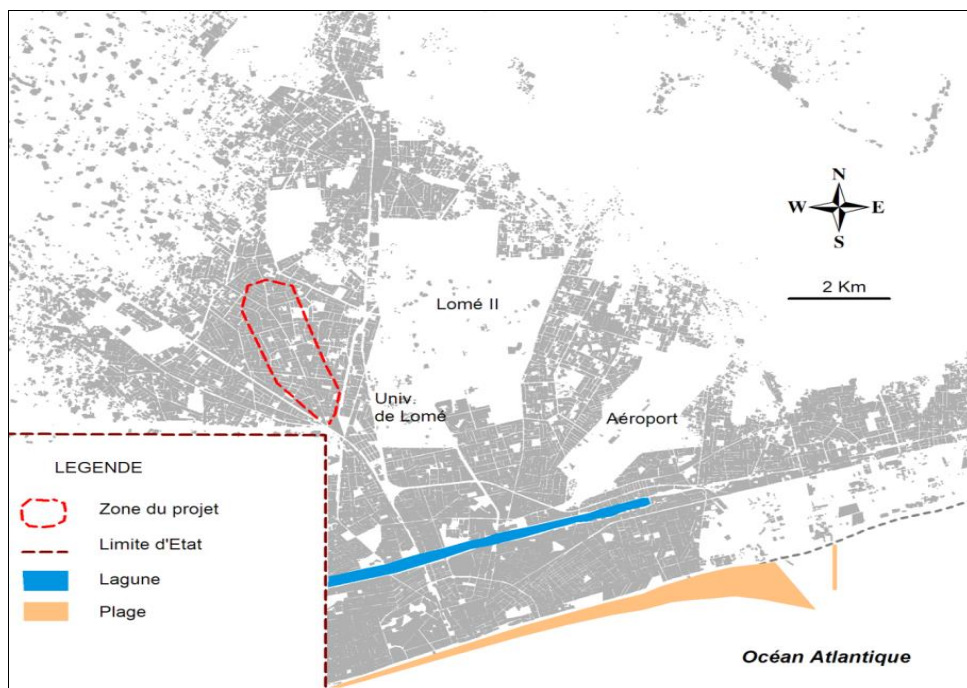 N
W E
S
2 Km
Lomé II
Univ.
de Lomé
Aéroport
LEGENDE
Zone du projet
Limite d'Etat
Lagune
Plage
Océan Atlantique